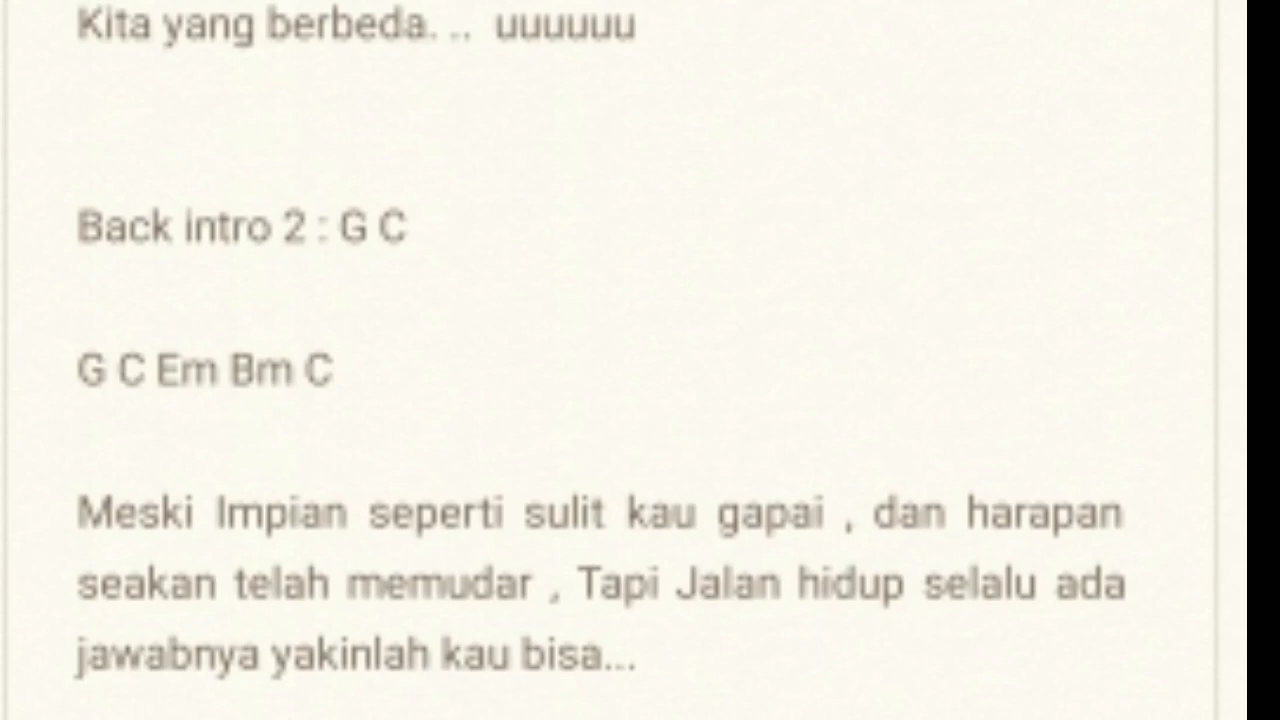 Kita yang berbeda. ..  uuuuuu
Back intro 2 : G C
G C Em Bm C
Meski Impian seperti sulit kau gapai , dan harapan
seakan telah memudar , Tapi Jalan hidup selalu ada
jawabnya yakinlah kau bisa...